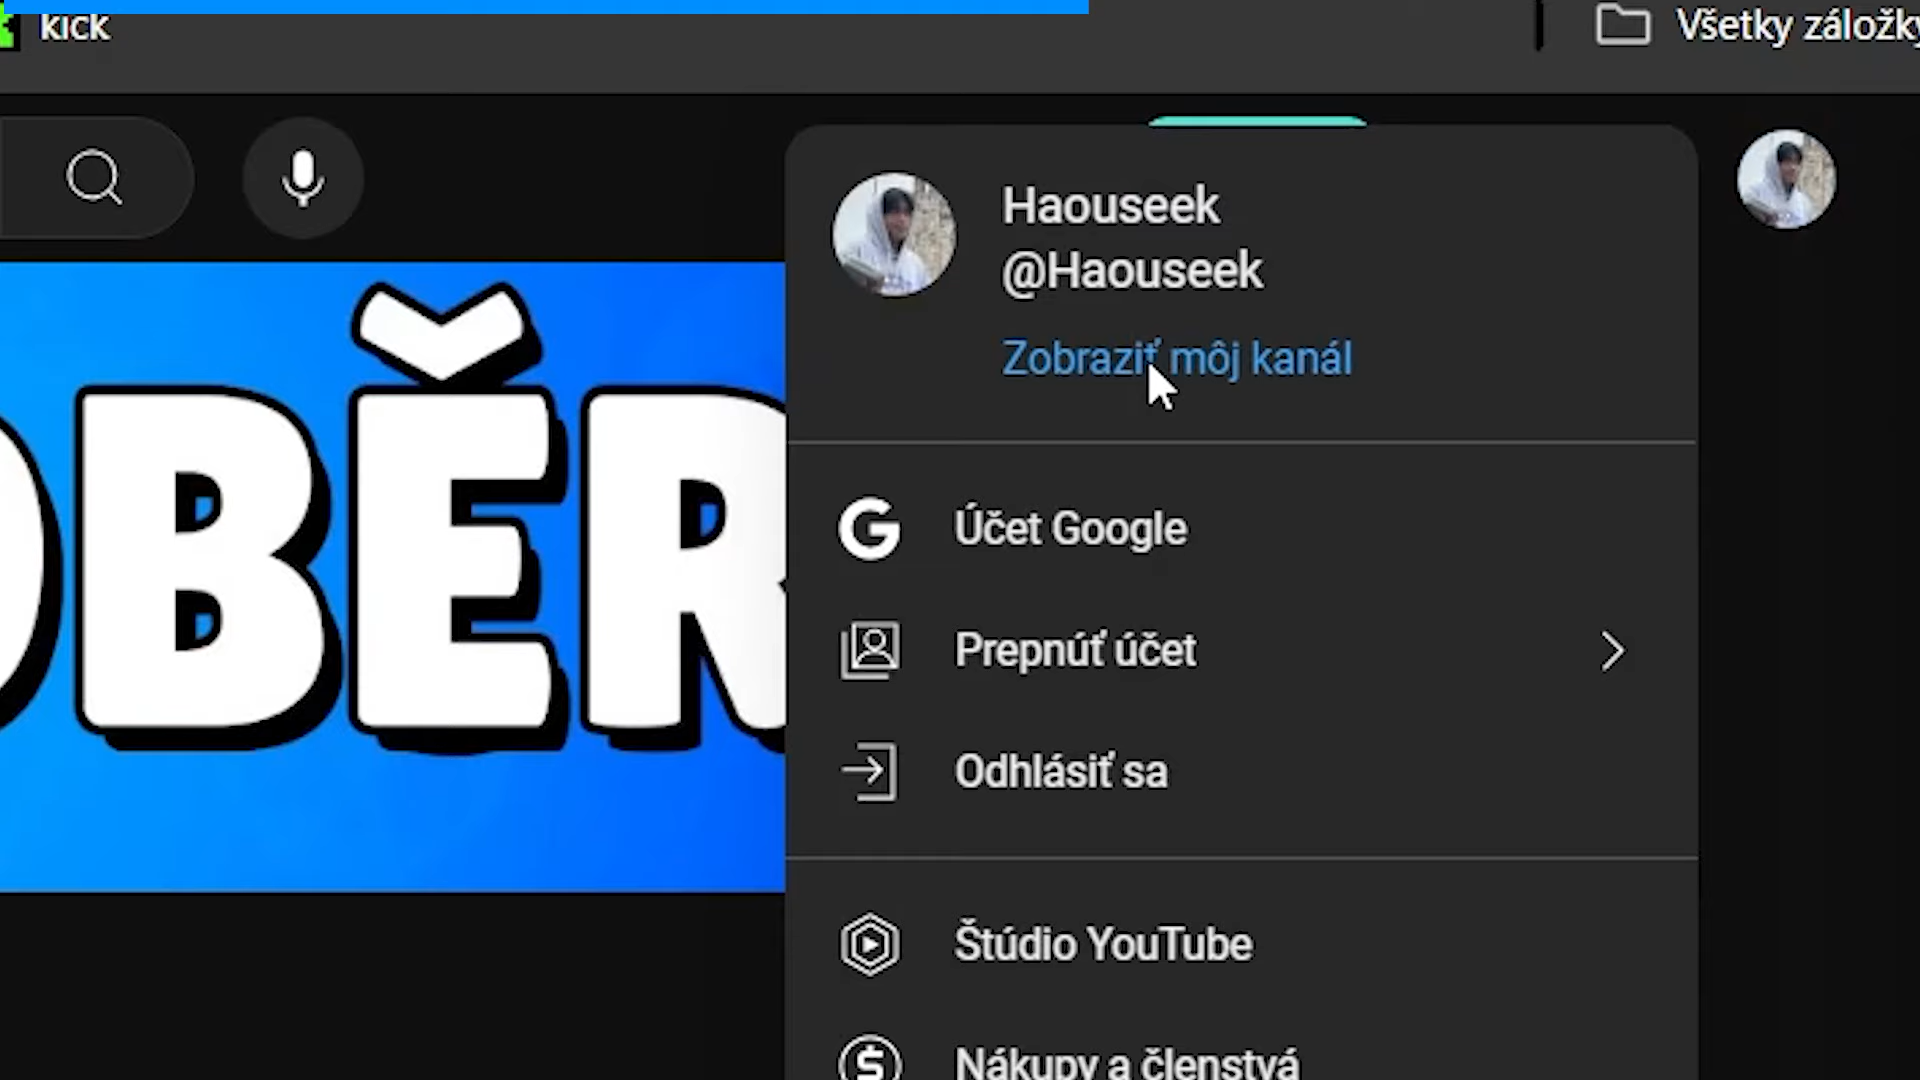 kick
Všetky záložky
OBĚR
Haouseek
@Haouseek
Zobraziť môj kanál
Účet Google
Prepnúť účet
Odhlásiť sa
Štúdio YouTube
Nákupy a členstvá